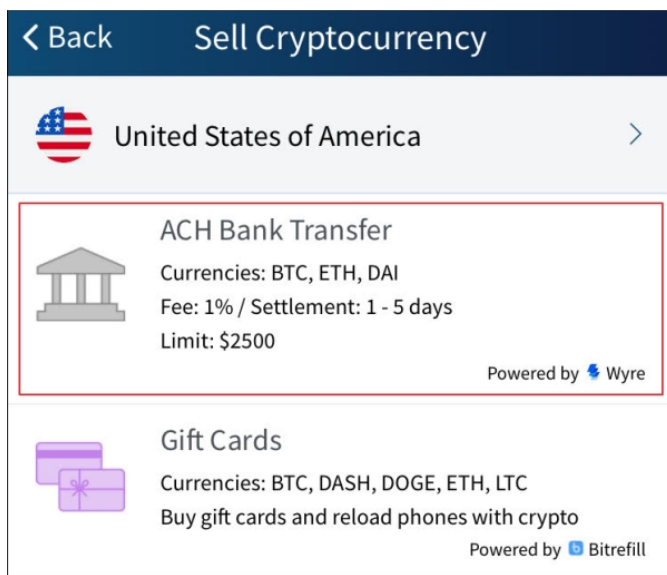 Back
Sell Cryptocurrency
United States of America
ACH Bank Transfer
Currencies: BTC, ETH, DAI
Fee: 1% / Settlement: 1 - 5 days
Limit: $2500
Powered by Wyre
Gift Cards
Currencies: BTC, DASH, DOGE, ETH, LTC
Buy gift cards and reload phones with crypto
Powered by Bitrefill